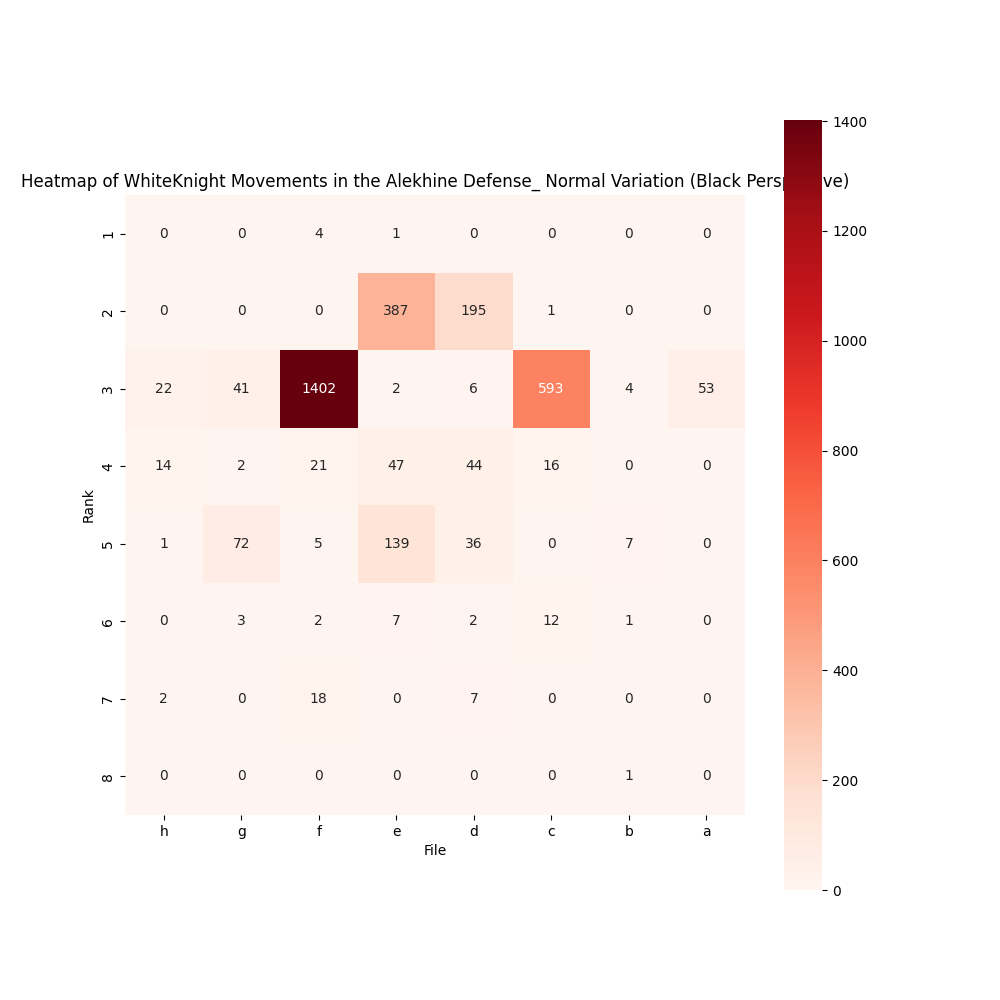 Heatmap of WhiteKnight Movements in the Alekhine Defense_ Normal Variation (Black Pers ve)
1 0 0 4 1 0 0 0 0
2 0 0 0 387 195 1 0 0
3 22 41 1402 2 6 593 4 53
4 14 2 21 47 44 16 0 0
5 1 72 5 139 36 0 7 0
6 0 3 2 7 2 12 1 0
7 2 0 18 0 7 0 0 0
8 0 0 0 0 0 0 1 0
h g f e d c b a
File
Rank
1400
1200
1000
800
600
400
200
0